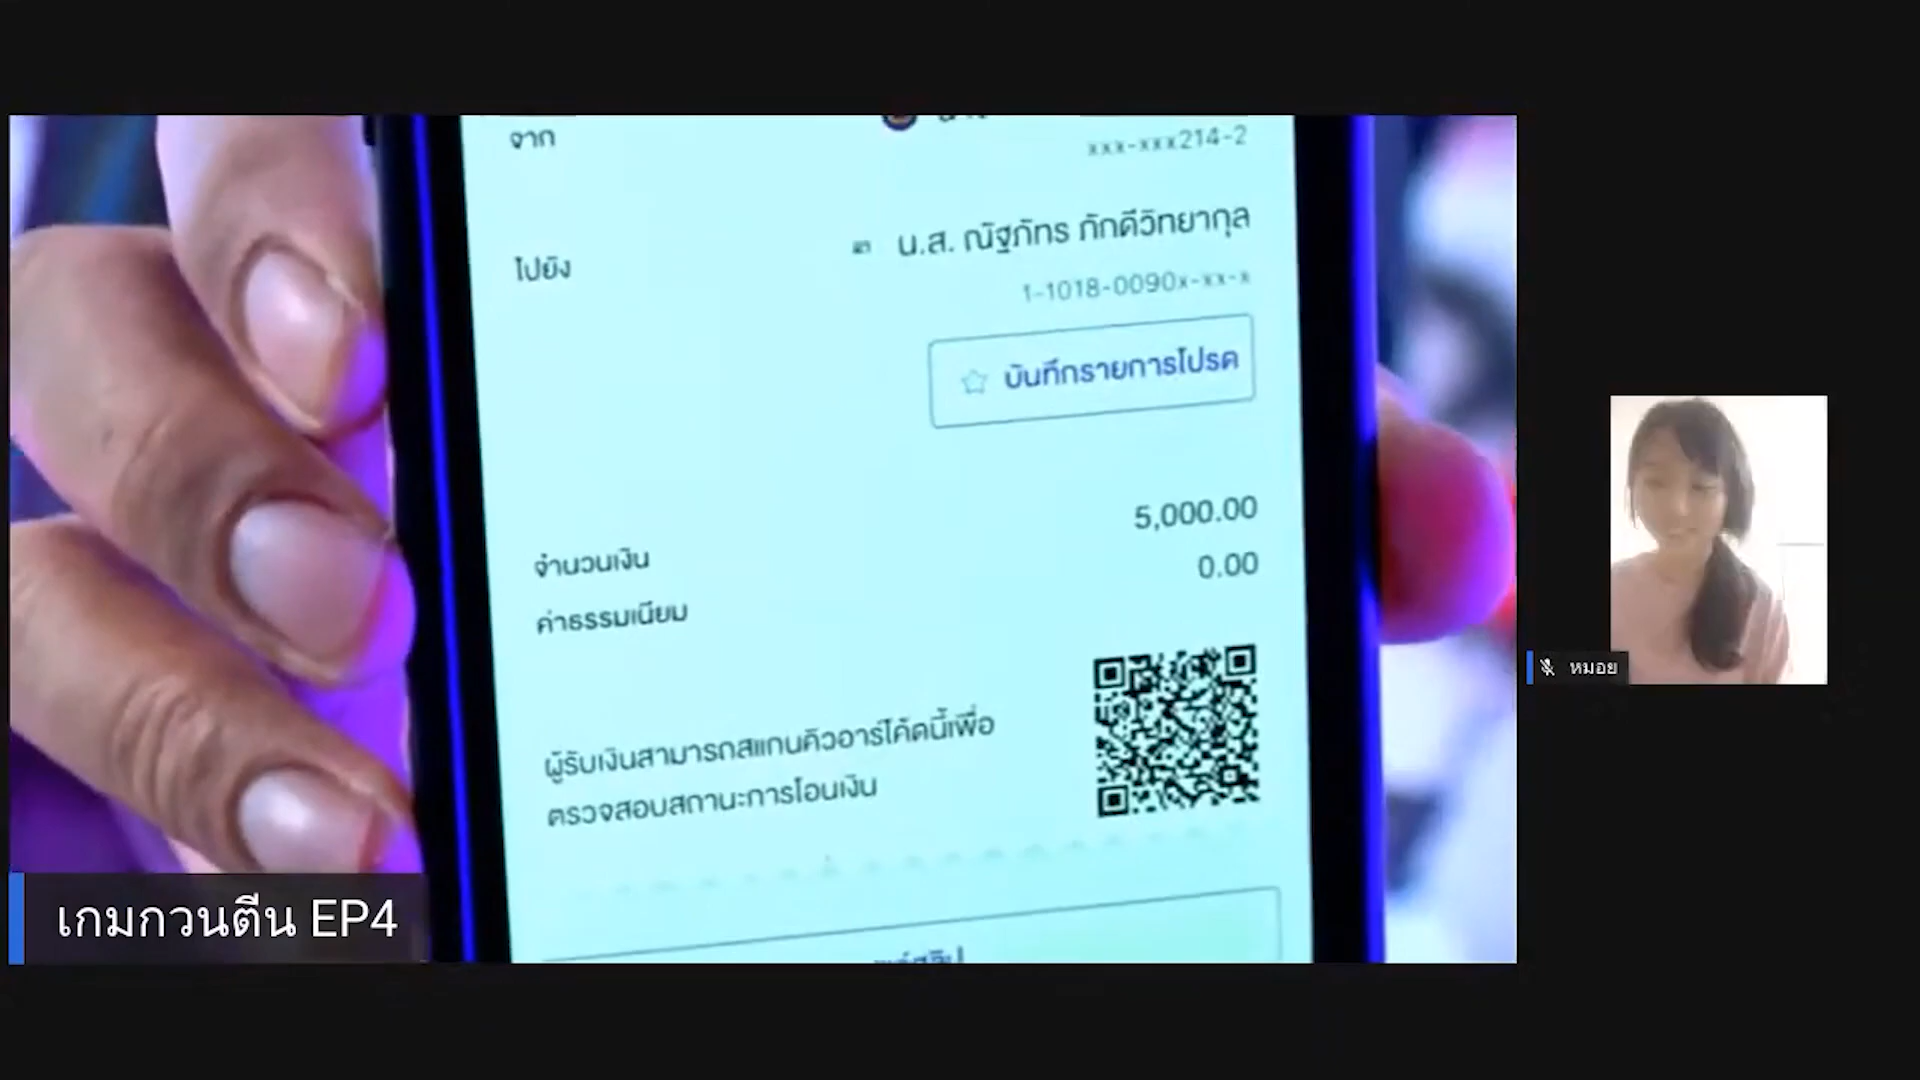 จาก
xxx-xxx214-2
ไปยัง
น.ส. ณัฐภัทร ภักดีวิทยากุล
1-1018-0090x-xx-x
บันทึกรายการโปรด
จำนวนเงิน
5,000.00
ค่าธรรมเนียม
0.00
ผู้รับเงินสามารถสแกนคิวอาร์โค้ดนี้เพื่อ
ตรวจสอบสถานะการโอนเงิน
เกมกวนตีน EP4
หมอย